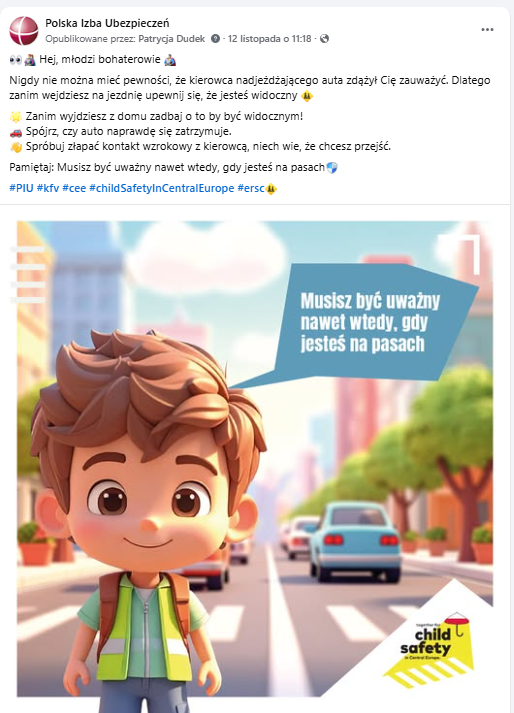 Polska Izba Ubezpieczeń
Opublikowane przez: Patrycja Dudek · 12 listopada o 11:18 ·
👀🦸 Hej, młodzi bohaterowie 🦸
Nigdy nie można mieć pewności, że kierowca nadjeżdżającego auta zdążył Cię zauważyć. Dlatego
zanim wejdziesz na jezdnię upewnij się, że jesteś widoczny
🌟 Zanim wyjdziesz z domu zadbaj o to by być widocznym!
🚗 Spójrz, czy auto naprawdę się zatrzymuje.
👋 Spróbuj złapać kontakt wzrokowy z kierowcą, niech wie, że chcesz przejść.
Pamiętaj: Musisz być uważny nawet wtedy, gdy jesteś na pasach🛡️
#PIU #kfv #cee #childSafetyInCentralEurope #ersc
Musisz być uważny
nawet wtedy, gdy
jesteś na pasach
together for
child
safety
in Central Europe